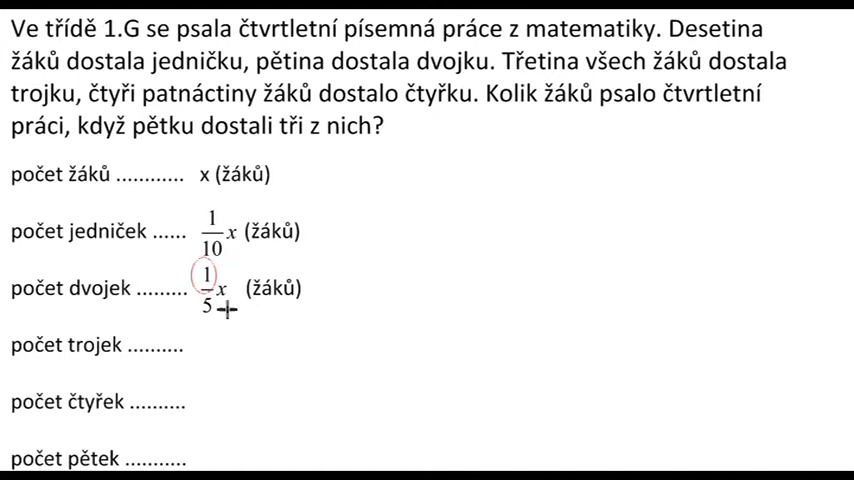 Ve třídě 1.G se psala čtvrtletní písemná práce z matematiky. Desetina
žáků dostala jedničku, pětina dostala dvojku. Třetina všech žáků dostala
trojku, čtyři patnáctiny žáků dostalo čtyřku. Kolik žáků psalo čtvrtletní
práci, když pětku dostali tři z nich?
počet žáků ............ x (žáků)
počet jedniček ...... 1/10 x (žáků)
počet dvojek ......... 1/5 x (žáků)
počet trojek ..........
počet čtyřek ..........
počet pětek ...........